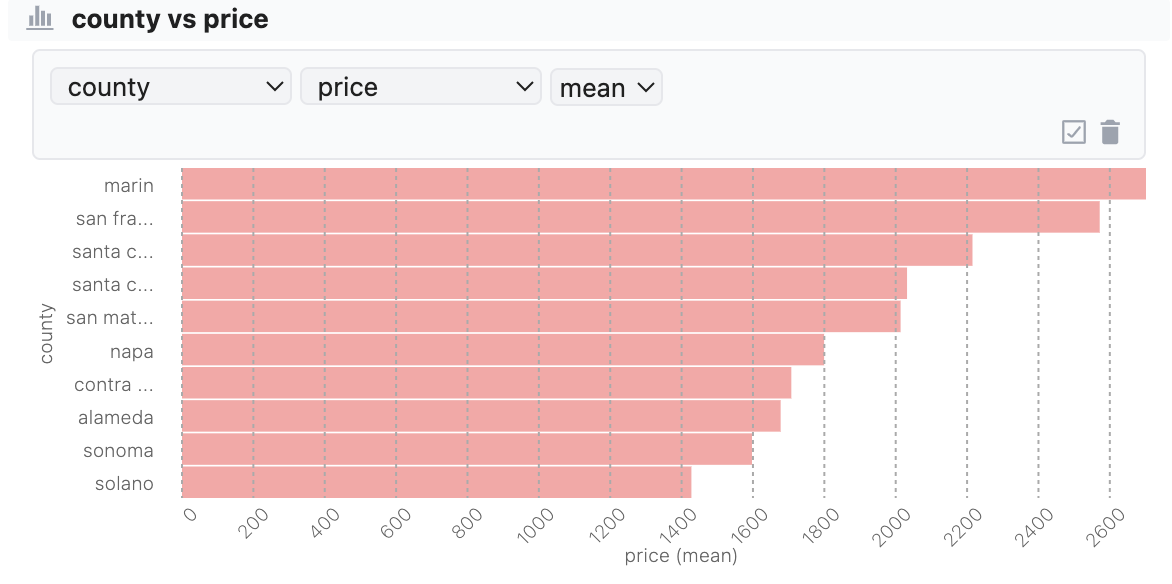 county vs price
county price mean
marin
san fra...
santa c...
santa c...
san mat...
napa
contra ...
alameda
sonoma
solano
county
0 200 400 600 800 1000 1200 1400 1600 1800 2000 2200 2400 2600
price (mean)